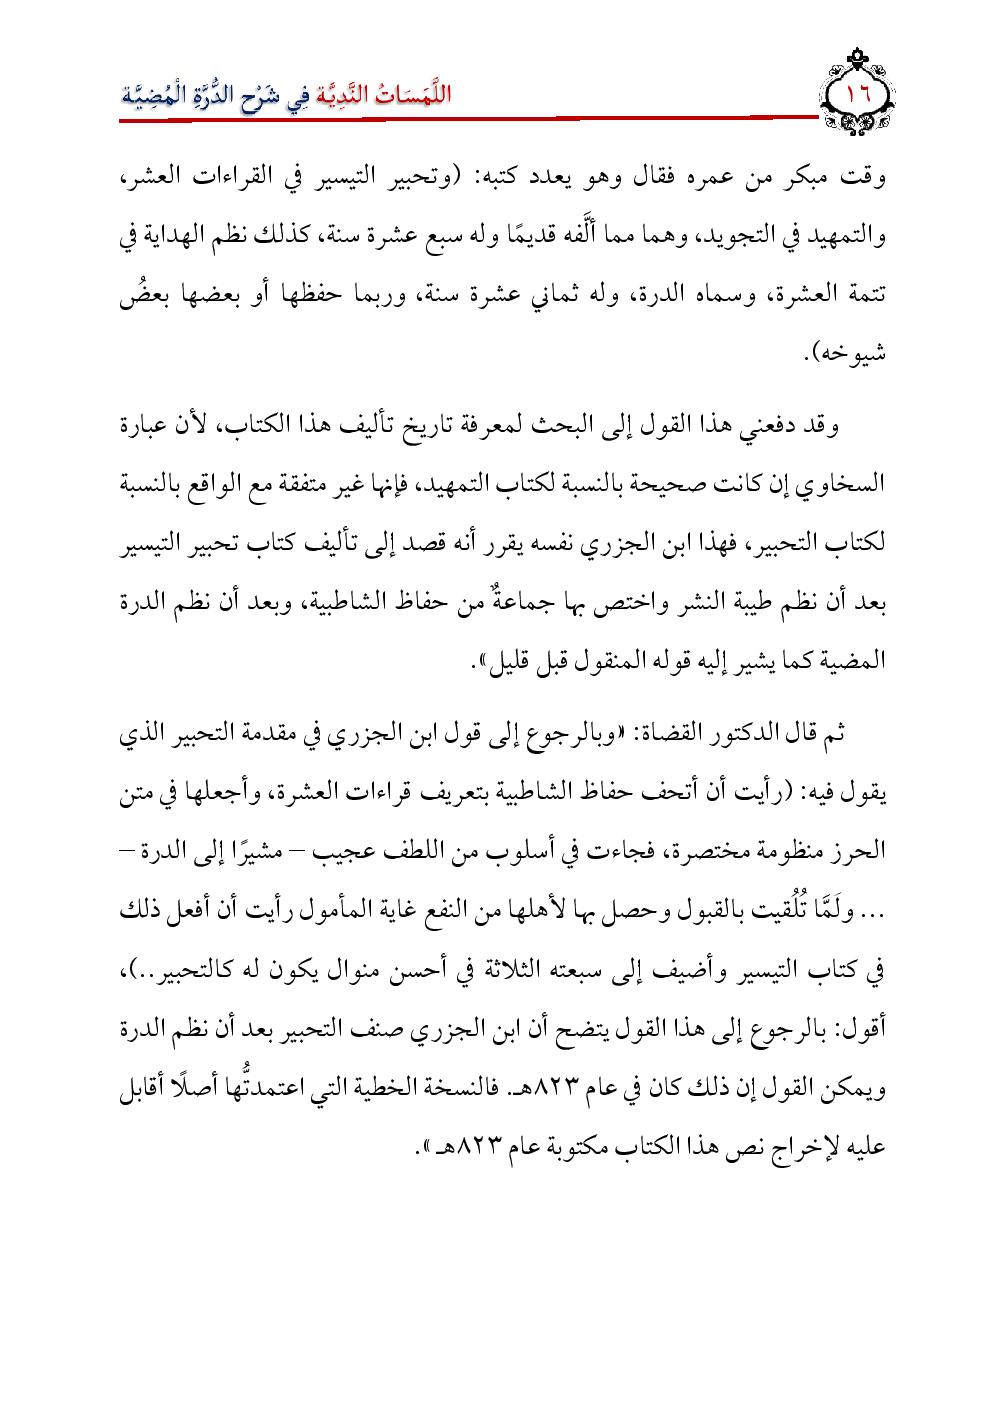 ١٦
اللَّمَسَاتُ النَّدِيَّة فِي شَرْح الدُّرَّةِ الْمُضِيَّة
وقت مبكر من عمره فقال وهو يعدد كتبه: (وتحبير التيسير في القراءات العشر،
والتمهيد في التجويد، وهما مما ألَّفه قديمًا وله سبع عشرة سنة، كذلك نظم الهداية في
تتمة العشرة، وسماه الدرة، وله ثماني عشرة سنة، وربما حفظها أو بعضها بعضُ
شيوخه).
وقد دفعني هذا القول إلى البحث لمعرفة تاريخ تأليف هذا الكتاب، لأن عبارة
السخاوي إن كانت صحيحة بالنسبة لكتاب التمهيد، فإنها غير متفقة مع الواقع بالنسبة
لكتاب التحبير، فهذا ابن الجزري نفسه يقرر أنه قصد إلى تأليف كتاب تحبير التيسير
بعد أن نظم طيبة النشر واختص بها جماعةٌ من حفاظ الشاطبية، وبعد أن نظم الدرة
المضية كما يشير إليه قوله المنقول قبل قليل».
ثم قال الدكتور القضاة: «وبالرجوع إلى قول ابن الجزري في مقدمة التحبير الذي
يقول فيه: (رأيت أن أتحف حفاظ الشاطبية بتعريف قراءات العشرة، وأجعلها في متن
الحرز منظومة مختصرة، فجاءت في أسلوب من اللطف عجيب – مشيرًا إلى الدرة –
... ولَمَّا تُلُقيت بالقبول وحصل بها لأهلها من النفع غاية المأمول رأيت أن أفعل ذلك
في كتاب التيسير وأضيف إلى سبعته الثلاثة في أحسن منوال يكون له كالتحبير..)،
أقول: بالرجوع إلى هذا القول يتضح أن ابن الجزري صنف التحبير بعد أن نظم الدرة
ويمكن القول إن ذلك كان في عام ٨٢٣هـ. فالنسخة الخطية التي اعتمدتُّها أصلًا أقابل
عليه لإخراج نص هذا الكتاب مكتوبة عام ٨٢٣هـ ».